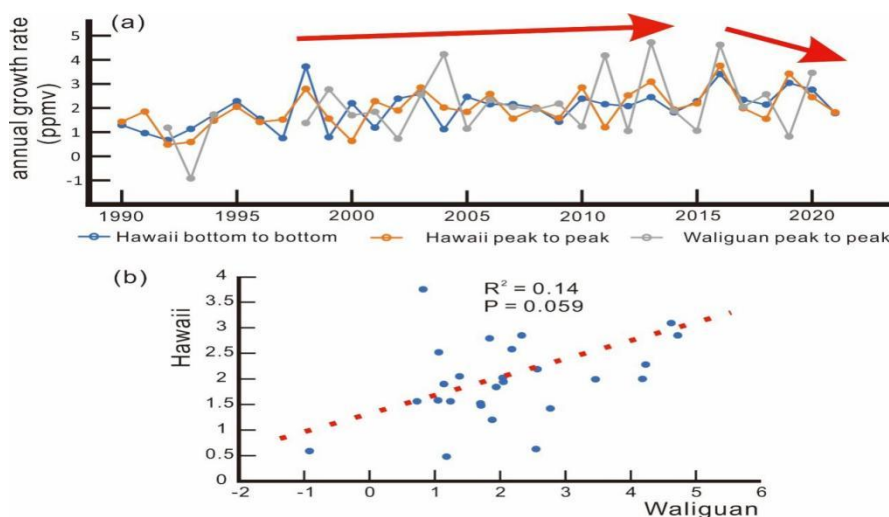 (a)
annual growth rate
(ppmv)
5
4
3
2
1
0
-1
1990 1995 2000 2005 2010 2015 2020
Hawaii bottom to bottom Hawaii peak to peak Waliguan peak to peak
(b)
R² = 0.14
P = 0.059
Hawaii
4
3.5
3
2.5
2
1.5
1
0.5
0
-2 -1 0 1 2 3 4 5 6
Waliguan